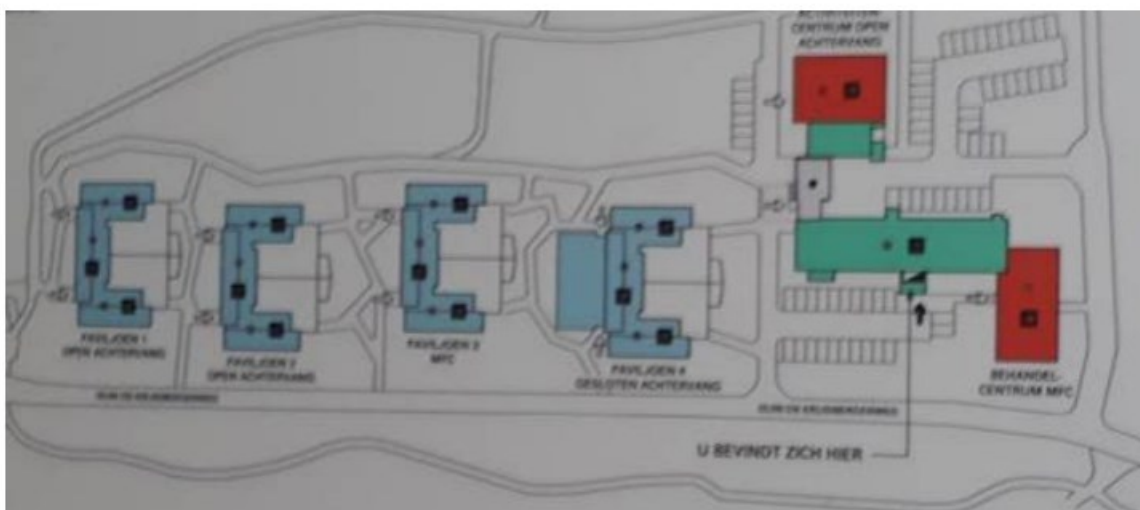 CENTRUM OPEN
ACHTERVANG
PAVILJOEN 1
OPEN ACHTERVANG
PAVILJOEN 2
OPEN ACHTERVANG
PAVILJOEN 3
MFC
PAVILJOEN 4
GESLOTEN ACHTERVANG
BEHANDEL-
CENTRUM MFC
U BEVINDT ZICH HIER